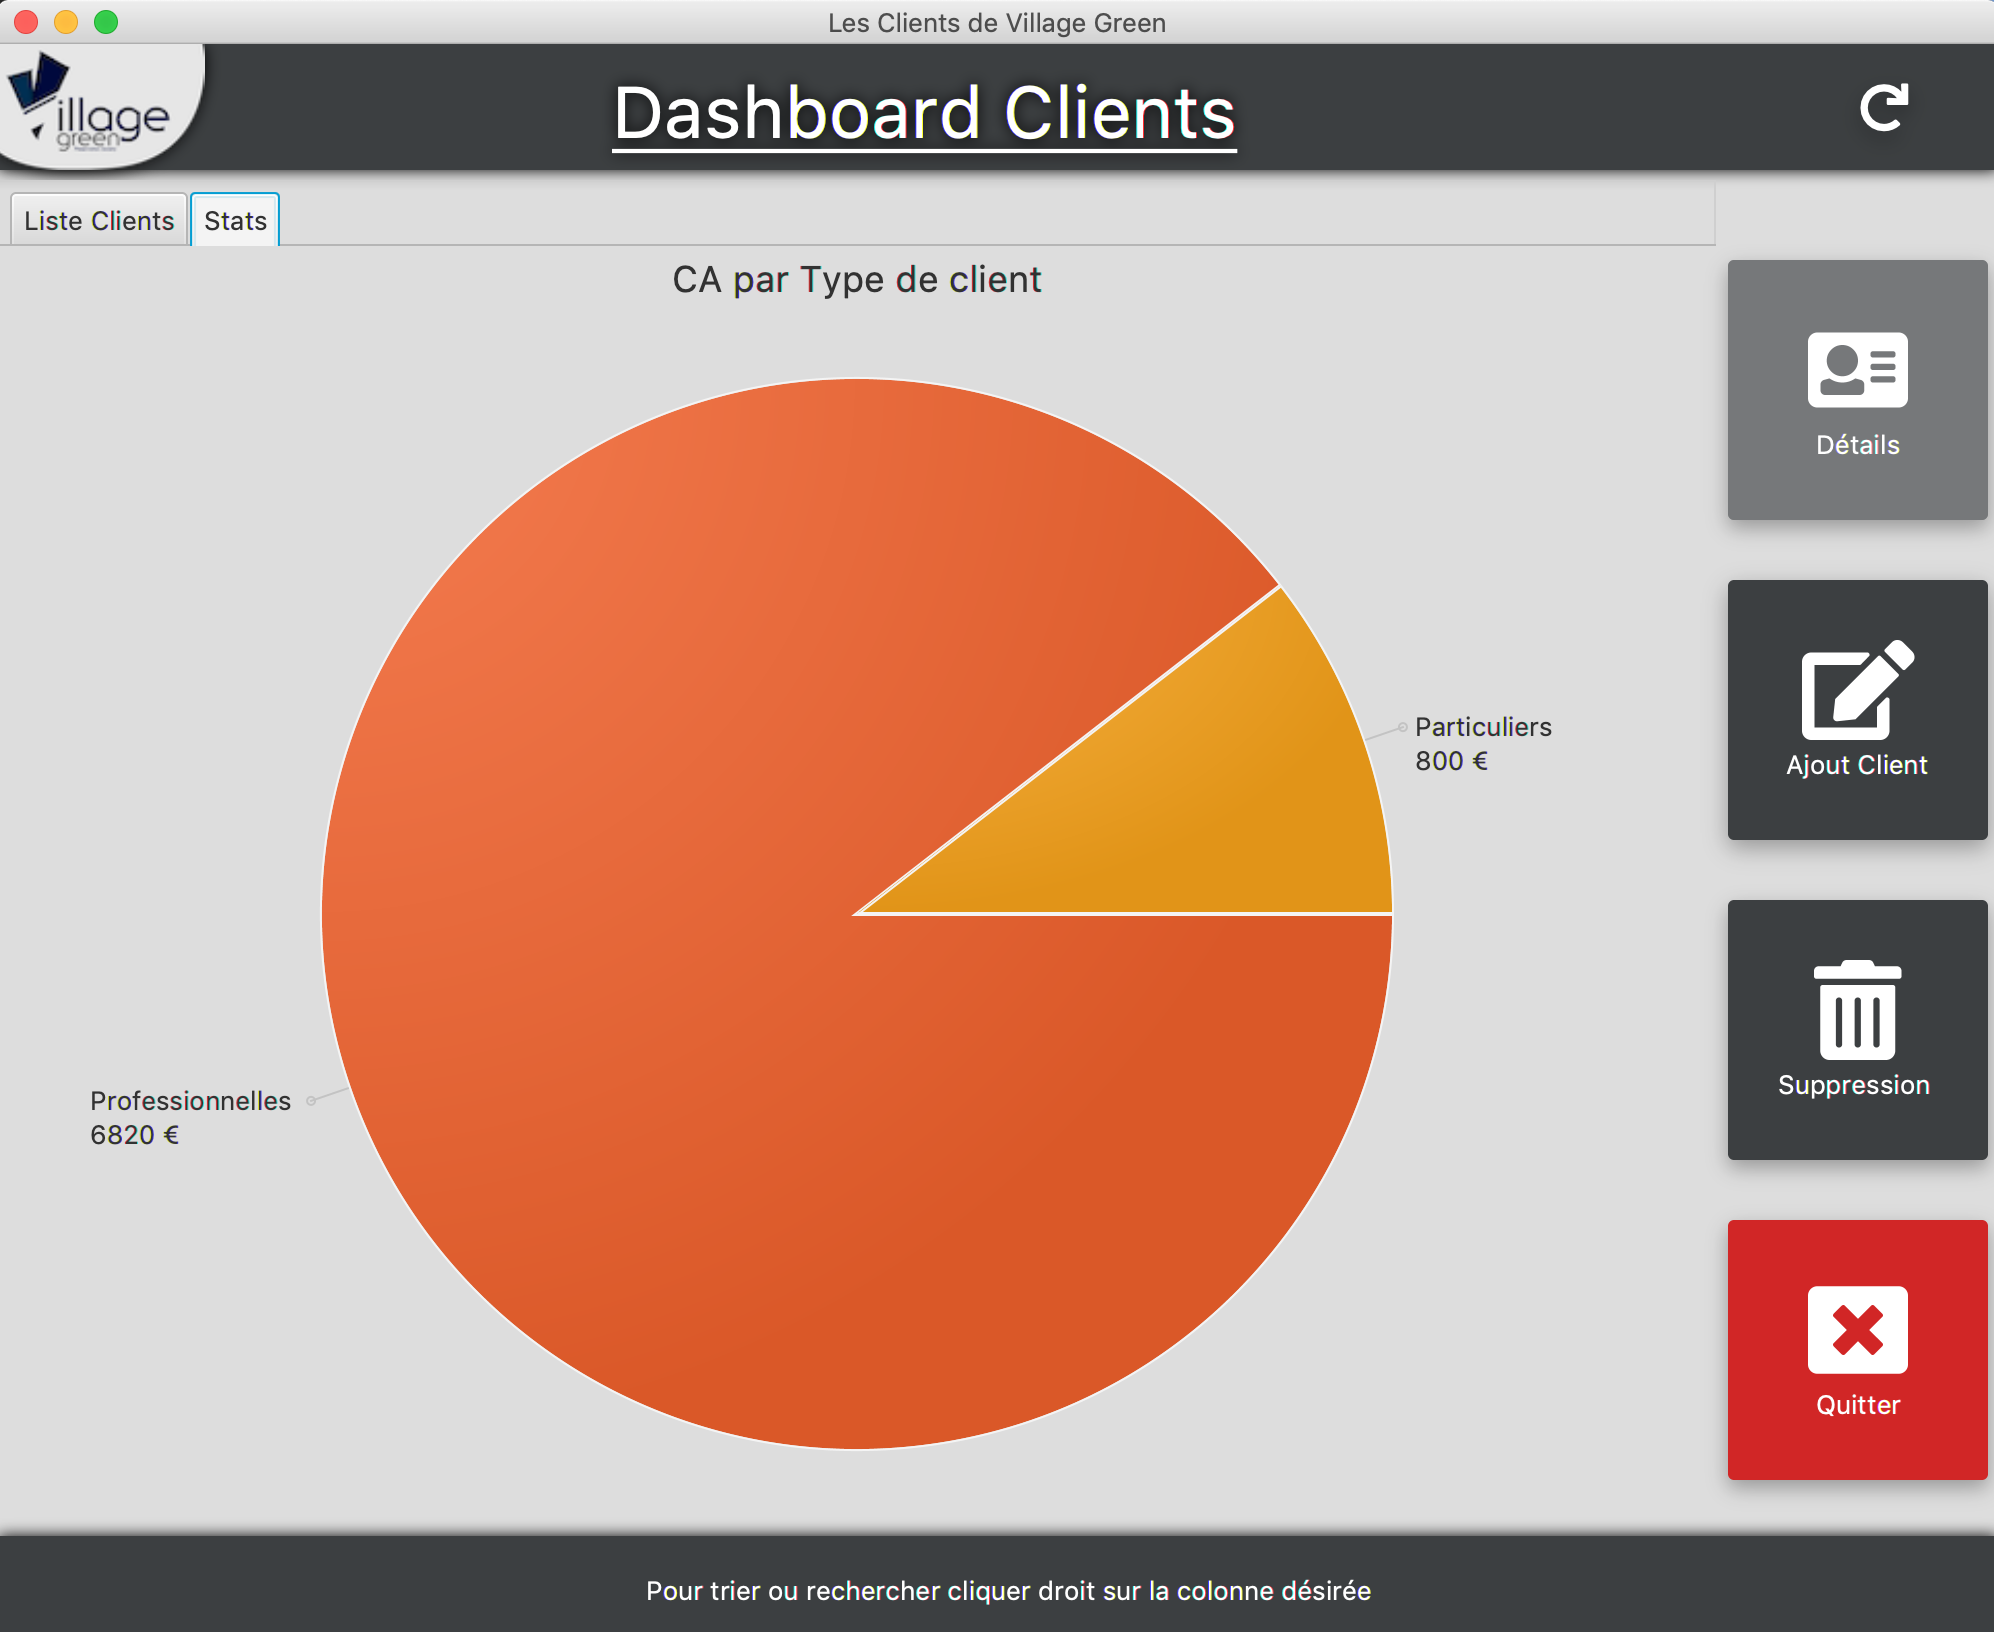 Les Clients de Village Green
illage
green
Dashboard Clients
Liste Clients
Stats
CA par Type de client
Détails
Particuliers
800 €
Ajout Client
Professionnelles
6820 €
Suppression
Quitter
Pour trier ou rechercher cliquer droit sur la colonne désirée